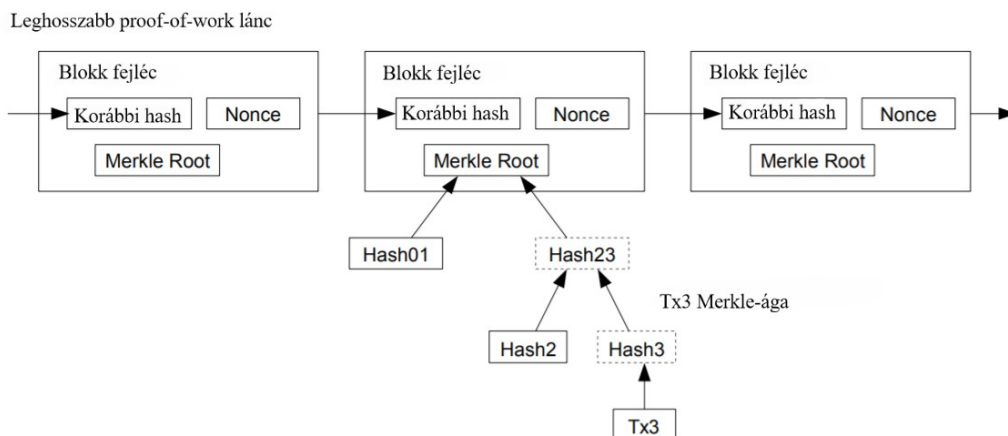 Leghosszabb proof-of-work lánc
Blokk fejléc
Korábbi hash
Nonce
Merkle Root
Blokk fejléc
Korábbi hash
Nonce
Merkle Root
Blokk fejléc
Korábbi hash
Nonce
Merkle Root
Hash01
Hash23
Tx3 Merkle-ága
Hash2
Hash3
Tx3